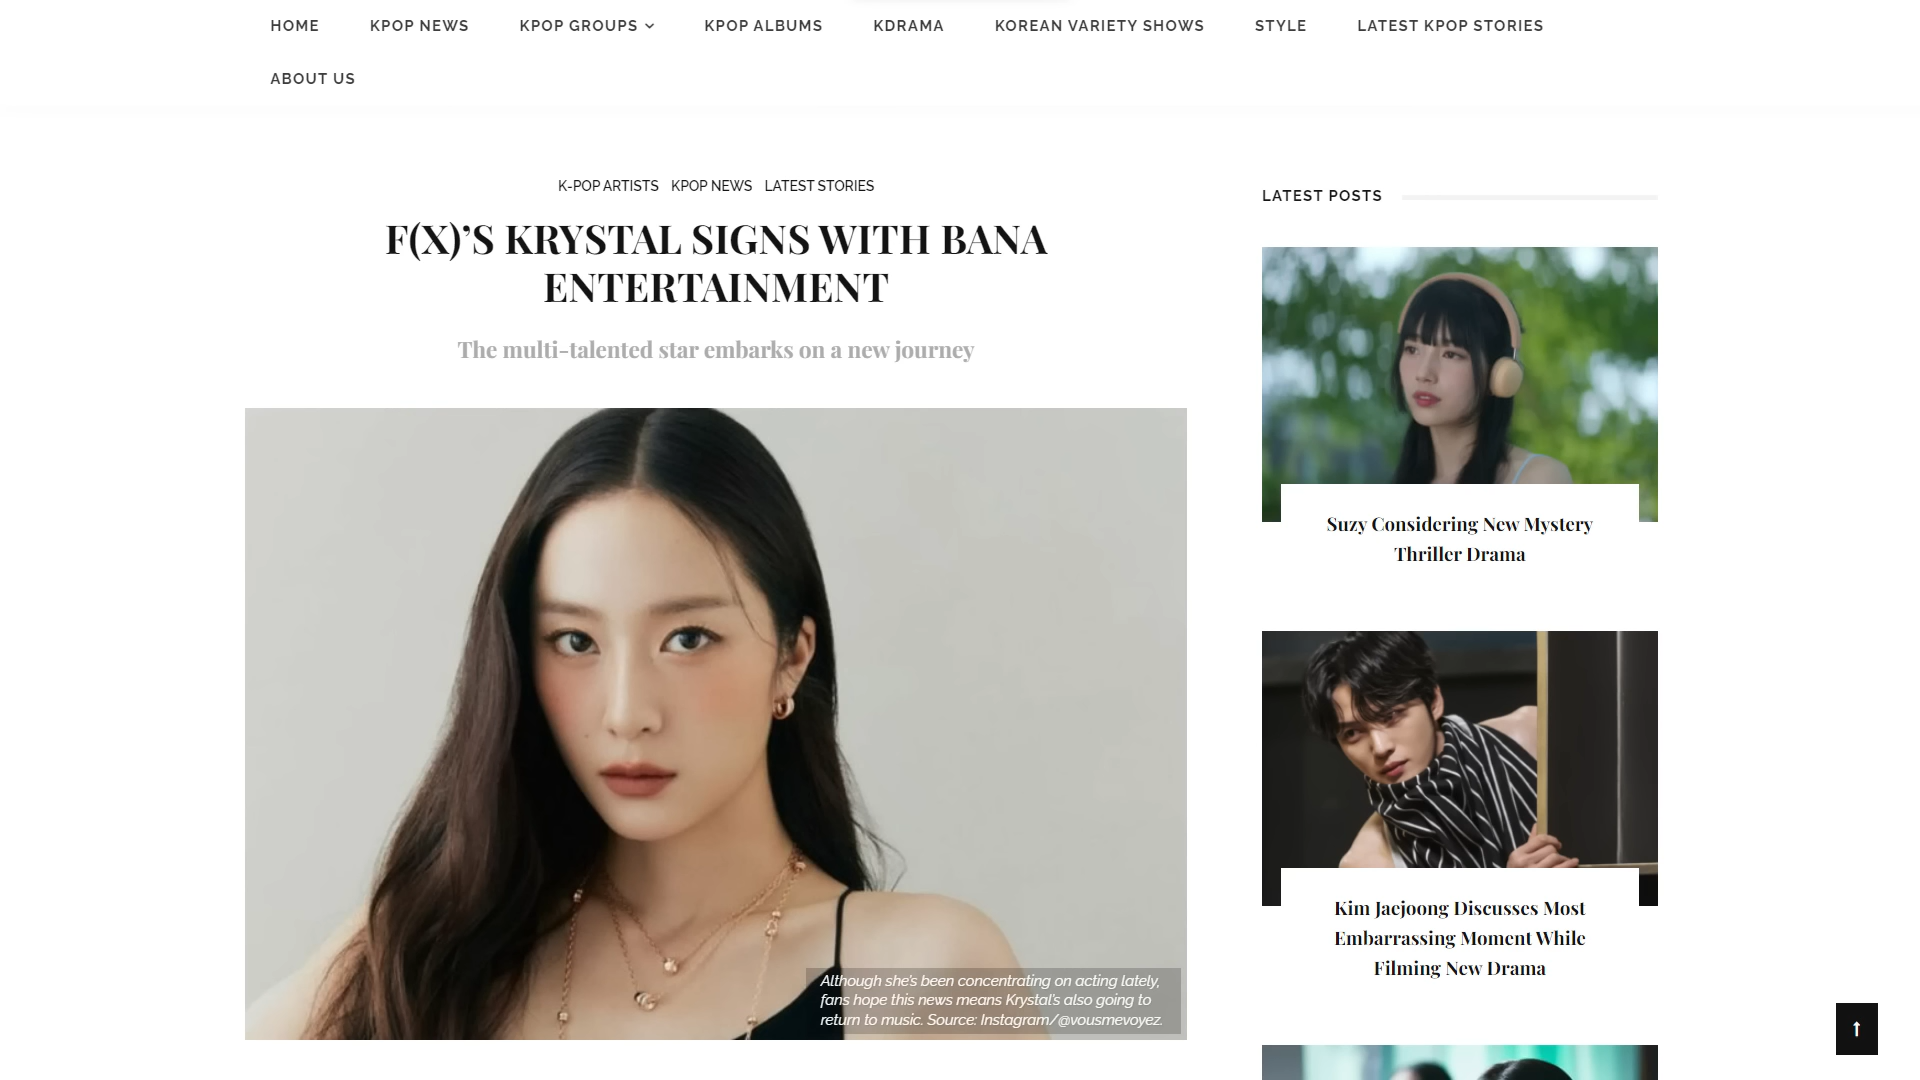 HOME
KPOP NEWS
KPOP GROUPS
KPOP ALBUMS
KDRAMA
KOREAN VARIETY SHOWS
STYLE
LATEST KPOP STORIES
ABOUT US
K-POP ARTISTS KPOP NEWS LATEST STORIES
F(X)’S KRYSTAL SIGNS WITH BANA
ENTERTAINMENT
The multi-talented star embarks on a new journey
Although she’s been concentrating on acting lately,
fans hope this news means Krystal’s also going to
return to music. Source: Instagram/@vousmevoyez.
LATEST POSTS
Suzy Considering New Mystery
Thriller Drama
Kim Jaejoong Discusses Most
Embarrassing Moment While
Filming New Drama